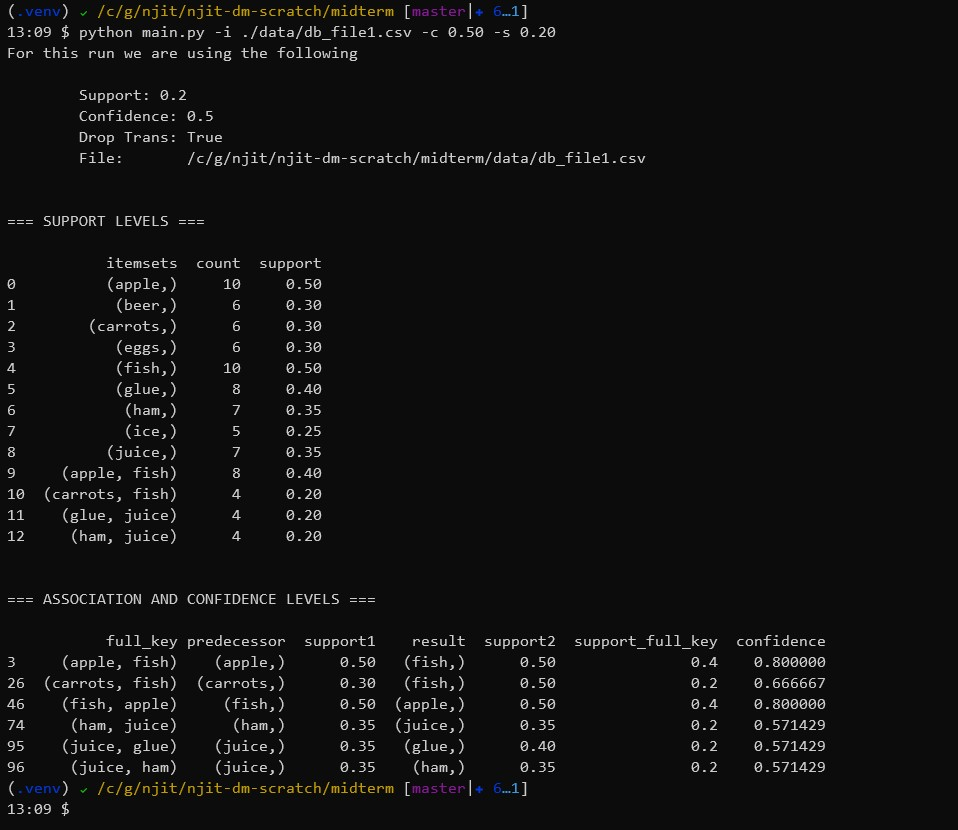 (.venv) ✓ /c/g/njit/njit-dm-scratch/midterm [master|✚ 6…1]
13:09 $ python main.py -i ./data/db_file1.csv -c 0.50 -s 0.20
For this run we are using the following
        Support: 0.2
        Confidence: 0.5
        Drop Trans: True
        File:       /c/g/njit/njit-dm-scratch/midterm/data/db_file1.csv
=== SUPPORT LEVELS ===
           itemsets  count  support
0          (apple,)     10     0.50
1           (beer,)      6     0.30
2        (carrots,)      6     0.30
3           (eggs,)      6     0.30
4           (fish,)     10     0.50
5           (glue,)      8     0.40
6            (ham,)      7     0.35
7            (ice,)      5     0.25
8          (juice,)      7     0.35
9     (apple, fish)      8     0.40
10  (carrots, fish)      4     0.20
11    (glue, juice)      4     0.20
12     (ham, juice)      4     0.20
=== ASSOCIATION AND CONFIDENCE LEVELS ===
           full_key predecessor  support1    result  support2  support_full_key  confidence
3     (apple, fish)    (apple,)      0.50   (fish,)      0.50               0.4    0.800000
26  (carrots, fish)  (carrots,)      0.30   (fish,)      0.50               0.2    0.666667
46    (fish, apple)     (fish,)      0.50  (apple,)      0.50               0.4    0.800000
74     (ham, juice)      (ham,)      0.35  (juice,)      0.35               0.2    0.571429
95    (juice, glue)    (juice,)      0.35   (glue,)      0.40               0.2    0.571429
96     (juice, ham)    (juice,)      0.35    (ham,)      0.35               0.2    0.571429
(.venv) ✓ /c/g/njit/njit-dm-scratch/midterm [master|✚ 6…1]
13:09 $